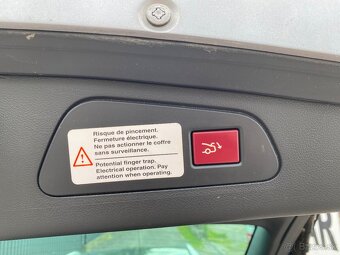 Risque de pincement.
Fermeture électrique.
Ne pas actionner le coffre
sans surveillance.
Potential finger trap.
Electrical operation, Pay
attention when operating.